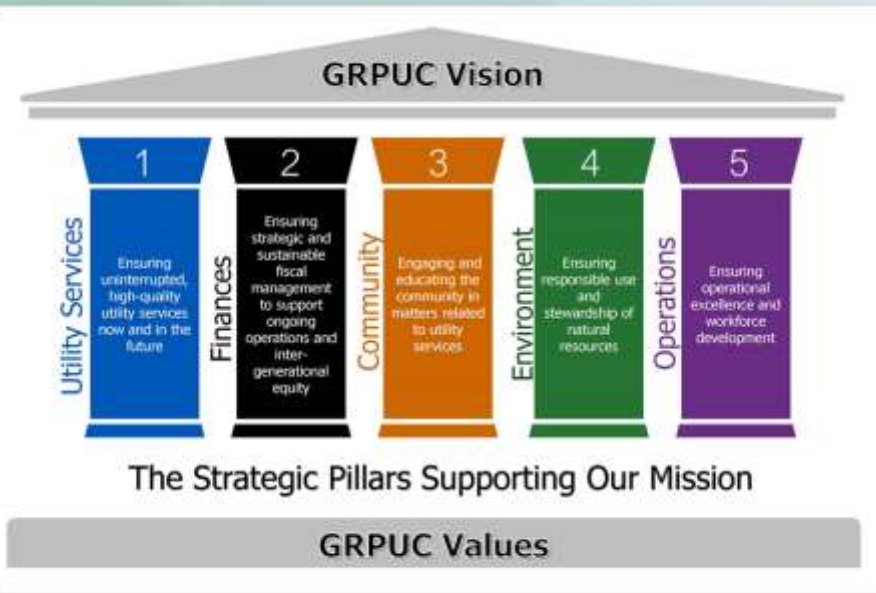 GRPUC Vision
1
Utility Services
Ensuring
uninterrupted,
high-quality
utility services
now and in the
future
2
Finances
Ensuring
strategic and
sustainable
fiscal
management
to support
ongoing
operations and
inter-
generational
equity
3
Community
Engaging and
educating the
community in
matters related
to utility
services
4
Environment
Ensuring
responsible use
and
stewardship of
natural
resources
5
Operations
Ensuring
operational
excellence and
workforce
development
The Strategic Pillars Supporting Our Mission
GRPUC Values